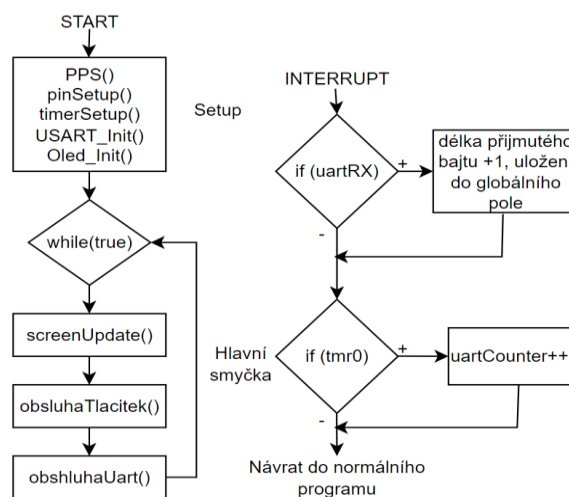 START
PPS()
pinSetup()
timerSetup()
USART_Init()
Oled_Init()
Setup
while(true)
screenUpdate()
obsluhaTlacitek()
obshluhaUart()
INTERRUPT
if (uartRX)
+
-
délka přijmutého
bajtu +1, uložen
do globálního
pole
Hlavní
smyčka
if (tmr0)
+
-
uartCounter++
Návrat do normálního
programu